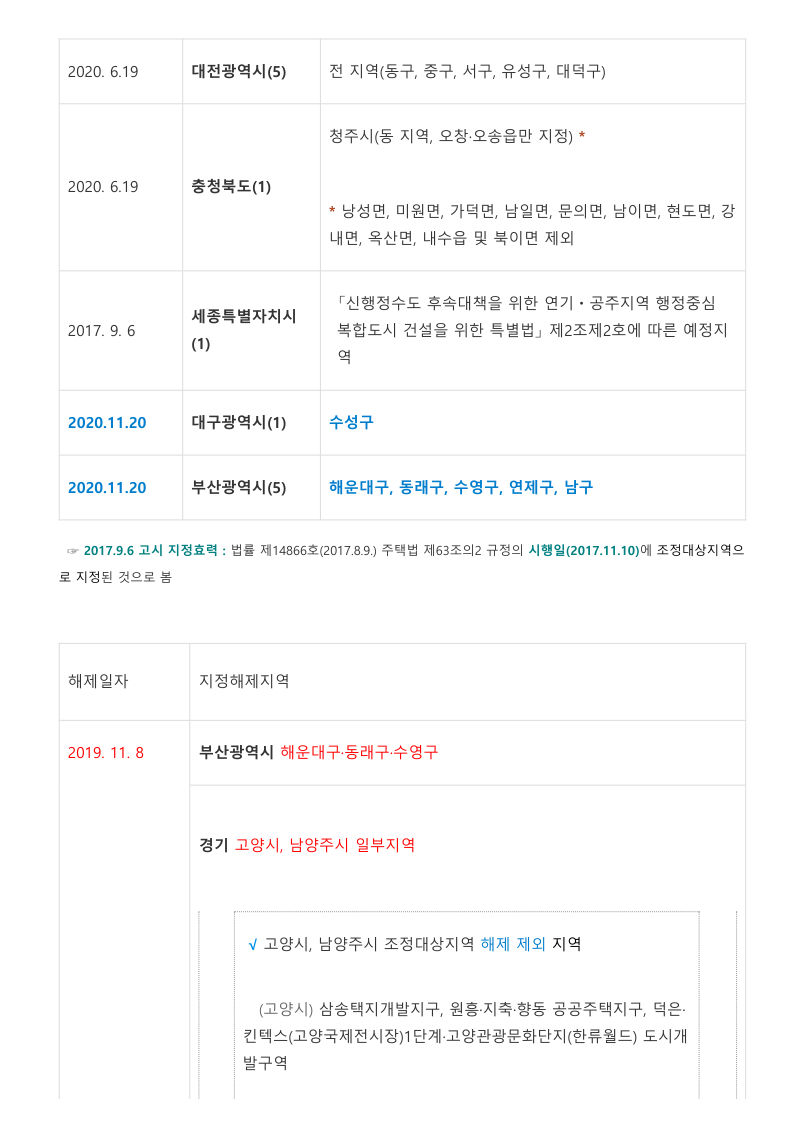 2020. 6.19 대전광역시(5) 전 지역(동구, 중구, 서구, 유성구, 대덕구)
청주시(동 지역, 오창·오송읍만 지정) *
2020. 6.19 충청북도(1)
* 낭성면, 미원면, 가덕면, 남일면, 문의면, 남이면, 현도면, 강
내면, 옥산면, 내수읍 및 북이면 제외
2017. 9. 6
세종특별자치시
(1)
「신행정수도 후속대책을 위한 연기・공주지역 행정중심
복합도시 건설을 위한 특별법」 제2조제2호에 따른 예정지
역
2020.11.20 대구광역시(1) 수성구
2020.11.20 부산광역시(5) 해운대구, 동래구, 수영구, 연제구, 남구
☞ 2017.9.6 고시 지정효력 : 법률 제14866호(2017.8.9.) 주택법 제63조의2 규정의 시행일(2017.11.10)에 조정대상지역으
로 지정된 것으로 봄
해제일자 지정해제지역
2019. 11. 8 부산광역시 해운대구·동래구·수영구
경기 고양시, 남양주시 일부지역
√ 고양시, 남양주시 조정대상지역 해제 제외 지역
(고양시) 삼송택지개발지구, 원흥·지축·향동 공공주택지구, 덕은·
킨텍스(고양국제전시장)1단계·고양관광문화단지(한류월드) 도시개
발구역